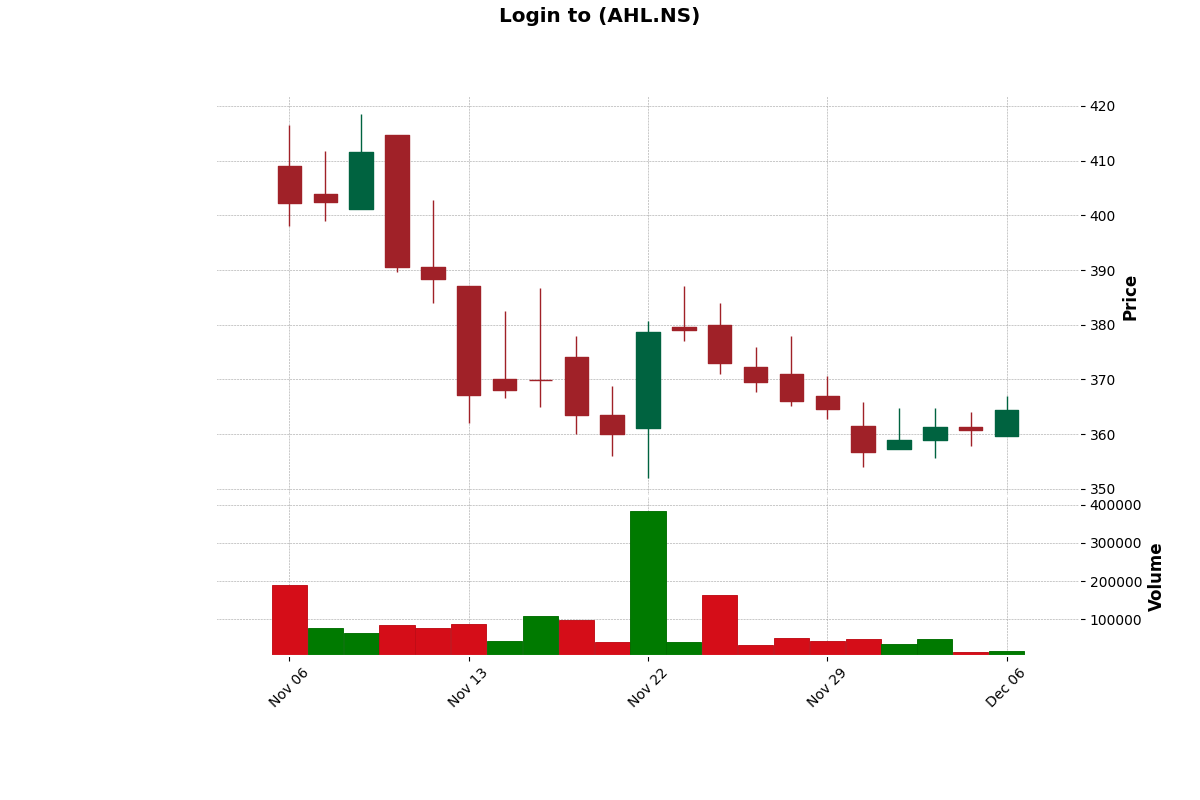 Login to (AHL.NS)
420
410
400
390
380
370
360
350
Price
400000
300000
200000
100000
Volume
Nov 06
Nov 13
Nov 22
Nov 29
Dec 06